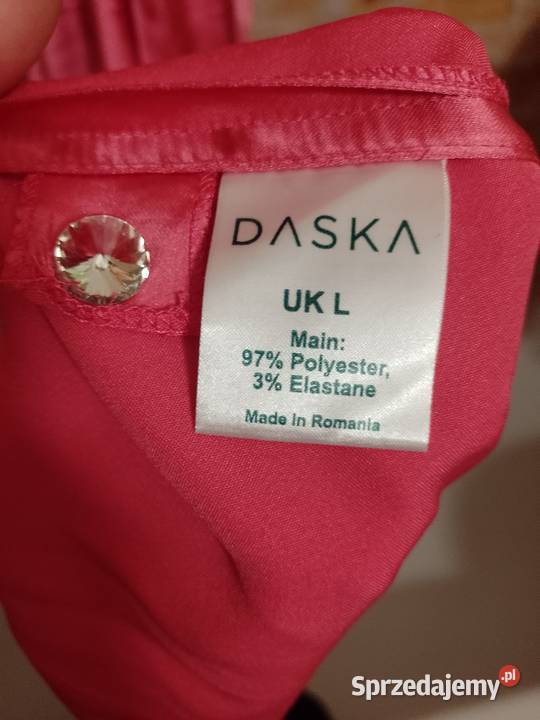 DASKA
UK L
Main:
97% Polyester,
3% Elastane
Made In Romania
Sprzedajemy.pl